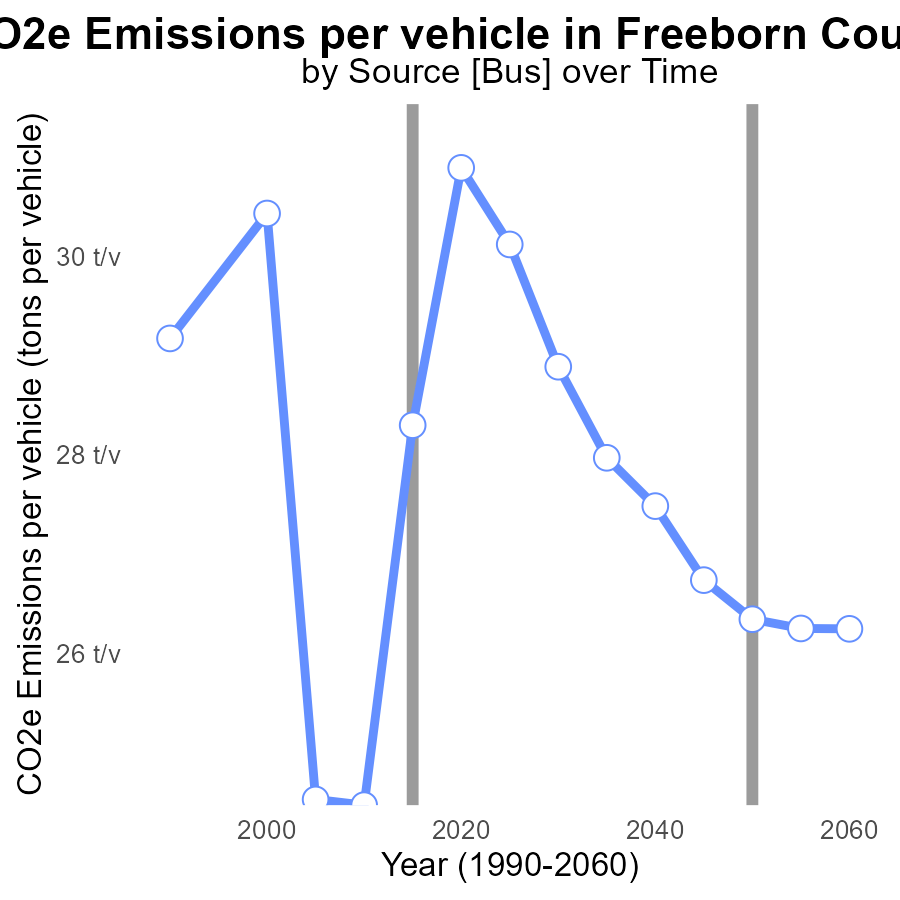 O2e Emissions per vehicle in Freeborn Cou
by Source [Bus] over Time
CO2e Emissions per vehicle (tons per vehicle)
30 t/v
28 t/v
26 t/v
2000 2020 2040 2060
Year (1990-2060)